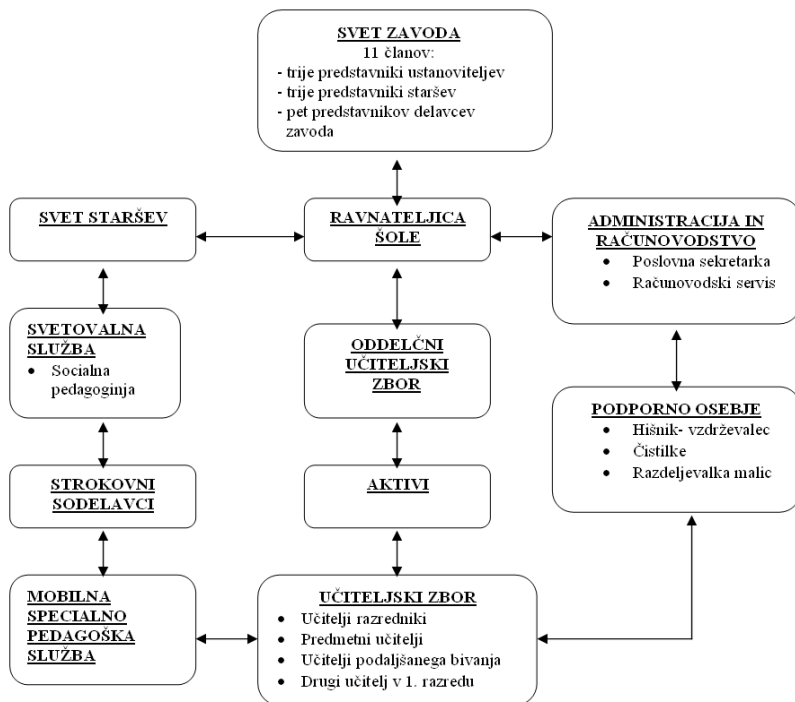 SVET ZAVODA
11 članov:
- trije predstavniki ustanoviteljev
- trije predstavniki staršev
- pet predstavnikov delavcev
zavoda
SVET STARŠEV
RAVNATELJICA
ŠOLE
ADMINISTRACIJA IN
RAČUNOVODSTVO
• Poslovna sekretarka
• Računovodski servis
SVETOVALNA
SLUŽBA
• Socialna
pedagoginja
ODDELČNI
UČITELJSKI
ZBOR
PODPORNO OSEBJE
• Hišnik- vzdrževalec
• Čistilke
• Razdeljevalka malic
STROKOVNI
SODELAVCI
AKTIVI
MOBILNA
SPECIALNO
PEDAGOŠKA
SLUŽBA
UČITELJSKI ZBOR
• Učitelji razredniki
• Predmetni učitelji
• Učitelji podaljšanega bivanja
• Drugi učitelj v 1. razredu